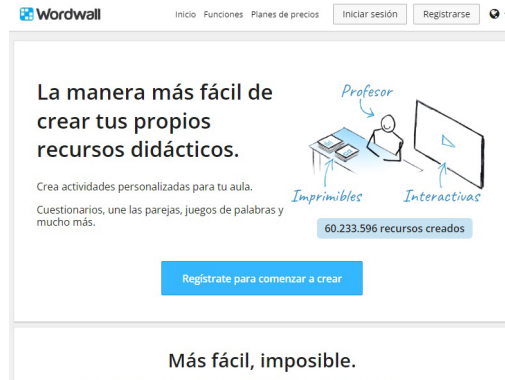 Wordwall
Inicio Funciones Planes de precios Iniciar sesión Registrarse
La manera más fácil de
crear tus propios
recursos didácticos.
Crea actividades personalizadas para tu aula.
Cuestionarios, une las parejas, juegos de palabras y
mucho más.
Profesor
Imprimibles
Interactivas
60.233.596 recursos creados
Regístrate para comenzar a crear
Más fácil, imposible.